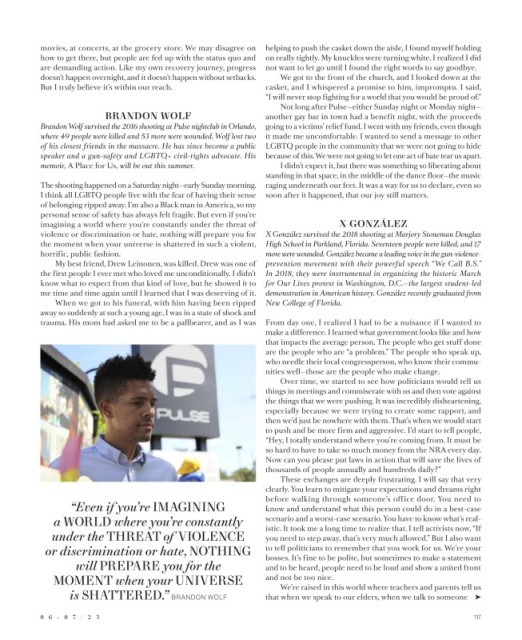 movies, at concerts, at the grocery store. We may disagree on
how to get there, but people are fed up with the status quo and
are demanding action. Like my own recovery journey, progress
doesn't happen overnight, and it doesn't happen without setbacks.
But I truly believe it's within our reach.
BRANDON WOLF
Brandon Wolf survived the 2016 shooting at Pulse nightclub in Orlando,
where 49 people were killed and 53 more were wounded. Wolf lost two
of his closest friends in the massacre. He has since become a public
speaker and a gun-safety and LGBTQ+ civil-rights advocate. His
memoir, A Place for Us, will be out this summer.
The shooting happened on a Saturday night–early Sunday morning.
I think all LGBTQ people live with the fear of having their sense
of belonging ripped away. I'm also a Black man in America, so my
personal sense of safety has always felt fragile. But even if you're
imagining a world where you're constantly under the threat of
violence or discrimination or hate, nothing will prepare you for
the moment when your universe is shattered in such a violent,
horrific, public fashion.
My best friend, Drew Leinonen, was killed. Drew was one of
the first people I ever met who loved me unconditionally. I didn't
know what to expect from that kind of love, but he showed it to
me time and time again until I learned that I was deserving of it.
When we got to his funeral, with him having been ripped
away so suddenly at such a young age, I was in a state of shock and
trauma. His mom had asked me to be a pallbearer, and as I was
PULSE
“Even if you're IMAGINING
a WORLD where you're constantly
under the THREAT of VIOLENCE
or discrimination or hate, NOTHING
will PREPARE you for the
MOMENT when your UNIVERSE
is SHATTERED.” BRANDON WOLF
helping to push the casket down the aisle, I found myself holding
on really tightly. My knuckles were turning white. I realized I did
not want to let go until I found the right words to say goodbye.
We got to the front of the church, and I looked down at the
casket, and I whispered a promise to him, impromptu. I said,
“I will never stop fighting for a world that you would be proud of.”
Not long after Pulse—either Sunday night or Monday night—
another gay bar in town had a benefit night, with the proceeds
going to a victims' relief fund. I went with my friends, even though
it made me uncomfortable. I wanted to send a message to other
LGBTQ people in the community that we were not going to hide
because of this. We were not going to let one act of hate tear us apart.
I didn't expect it, but there was something so liberating about
standing in that space, in the middle of the dance floor—the music
raging underneath our feet. It was a way for us to declare, even so
soon after it happened, that our joy still matters.
X GONZÁLEZ
X González survived the 2018 shooting at Marjory Stoneman Douglas
High School in Parkland, Florida. Seventeen people were killed, and 17
more were wounded. González became a leading voice in the gun-violence-
prevention movement with their powerful speech “We Call B.S.”
In 2018, they were instrumental in organizing the historic March
for Our Lives protest in Washington, D.C.—the largest student-led
demonstration in American history. González recently graduated from
New College of Florida.
From day one, I realized I had to be a nuisance if I wanted to
make a difference. I learned what government looks like and how
that impacts the average person. The people who get stuff done
are the people who are “a problem.” The people who speak up,
who needle their local congressperson, who know their commu-
nities well—those are the people who make change.
Over time, we started to see how politicians would tell us
things in meetings and commiserate with us and then vote against
the things that we were pushing. It was incredibly disheartening,
especially because we were trying to create some rapport, and
then we'd just be nowhere with them. That's when we would start
to push and be more firm and aggressive. I'd start to tell people,
“Hey, I totally understand where you're coming from. It must be
so hard to have to take so much money from the NRA every day.
Now can you please put laws in action that will save the lives of
thousands of people annually and hundreds daily?”
These exchanges are deeply frustrating. I will say that very
clearly. You learn to mitigate your expectations and dreams right
before walking through someone's office door. You need to
know and understand what this person could do in a best-case
scenario and a worst-case scenario. You have to know what's real-
istic. It took me a long time to realize that. I tell activists now, “If
you need to step away, that's very much allowed.” But I also want
to tell politicians to remember that you work for us. We're your
bosses. It's fine to be polite, but sometimes to make a statement
and to be heard, people need to be loud and show a united front
and not be too nice.
We're raised in this world where teachers and parents tell us
that when we speak to our elders, when we talk to someone ➤
06.07/23
117